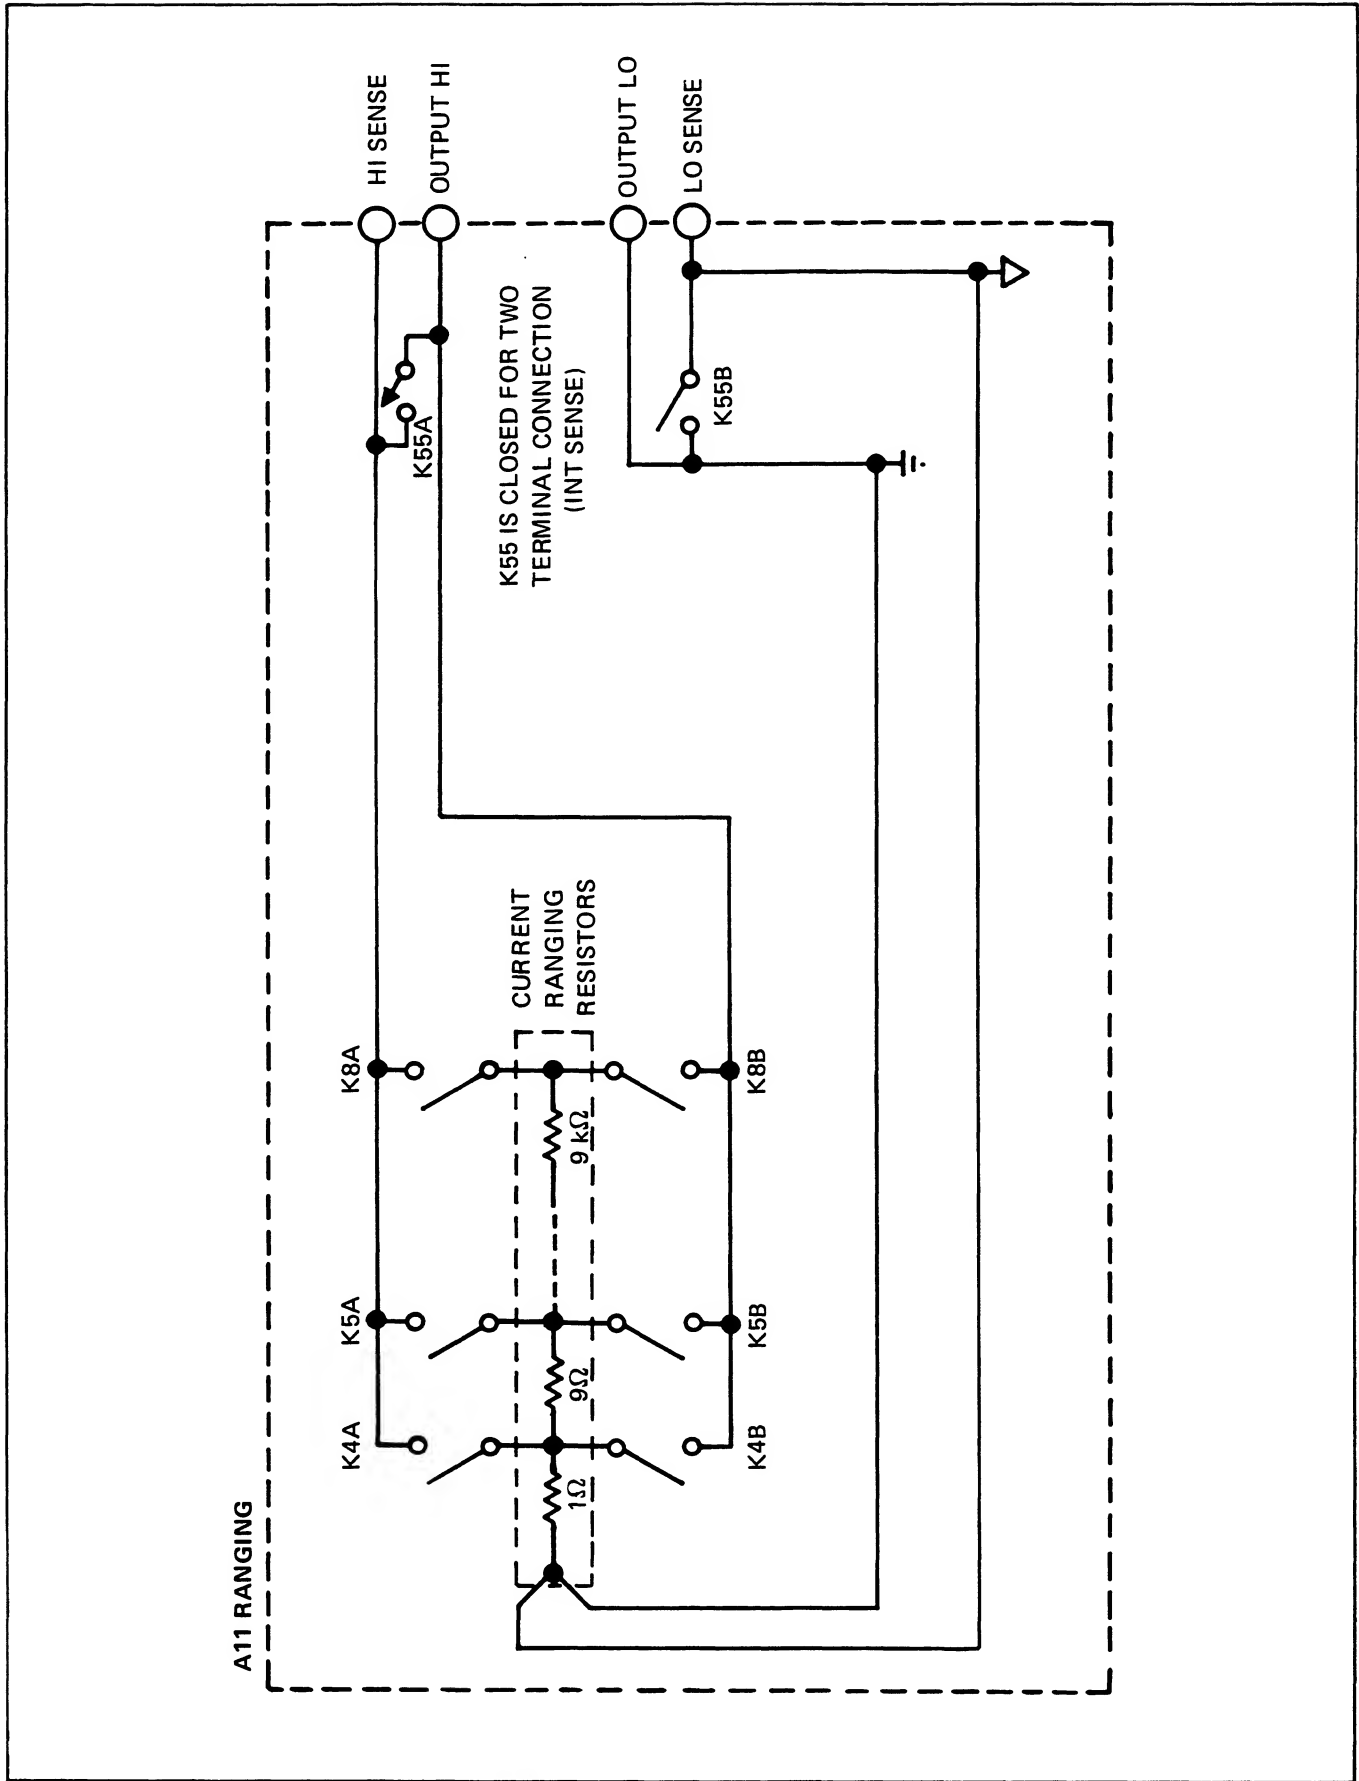 A11 RANGING
K4A
K5A
K8A
K55A
HI SENSE
OUTPUT HI
CURRENT
RANGING
RESISTORS
1Ω
9Ω
9 kΩ
K55 IS CLOSED FOR TWO
TERMINAL CONNECTION
(INT SENSE)
OUTPUT LO
LO SENSE
K55B
K4B
K5B
K8B